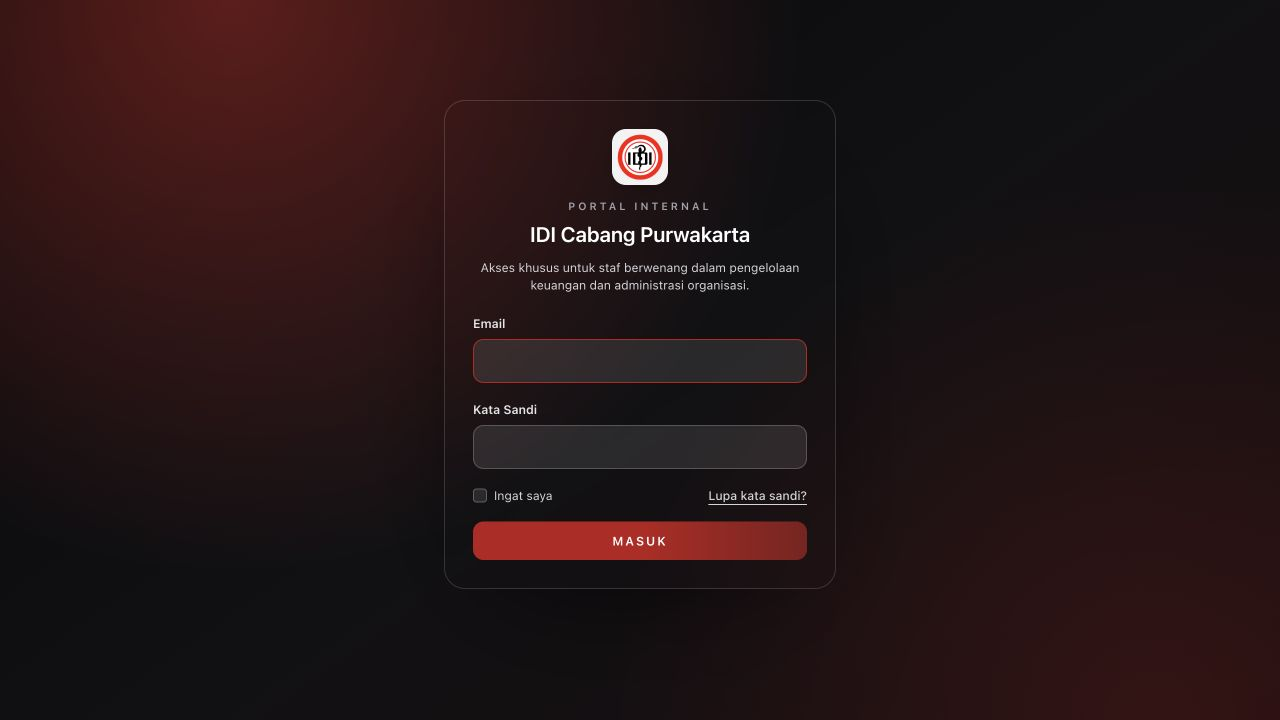 IDI
PORTAL INTERNAL
IDI Cabang Purwakarta
Akses khusus untuk staf berwenang dalam pengelolaan
keuangan dan administrasi organisasi.
Email
Kata Sandi
Ingat saya
Lupa kata sandi?
MASUK